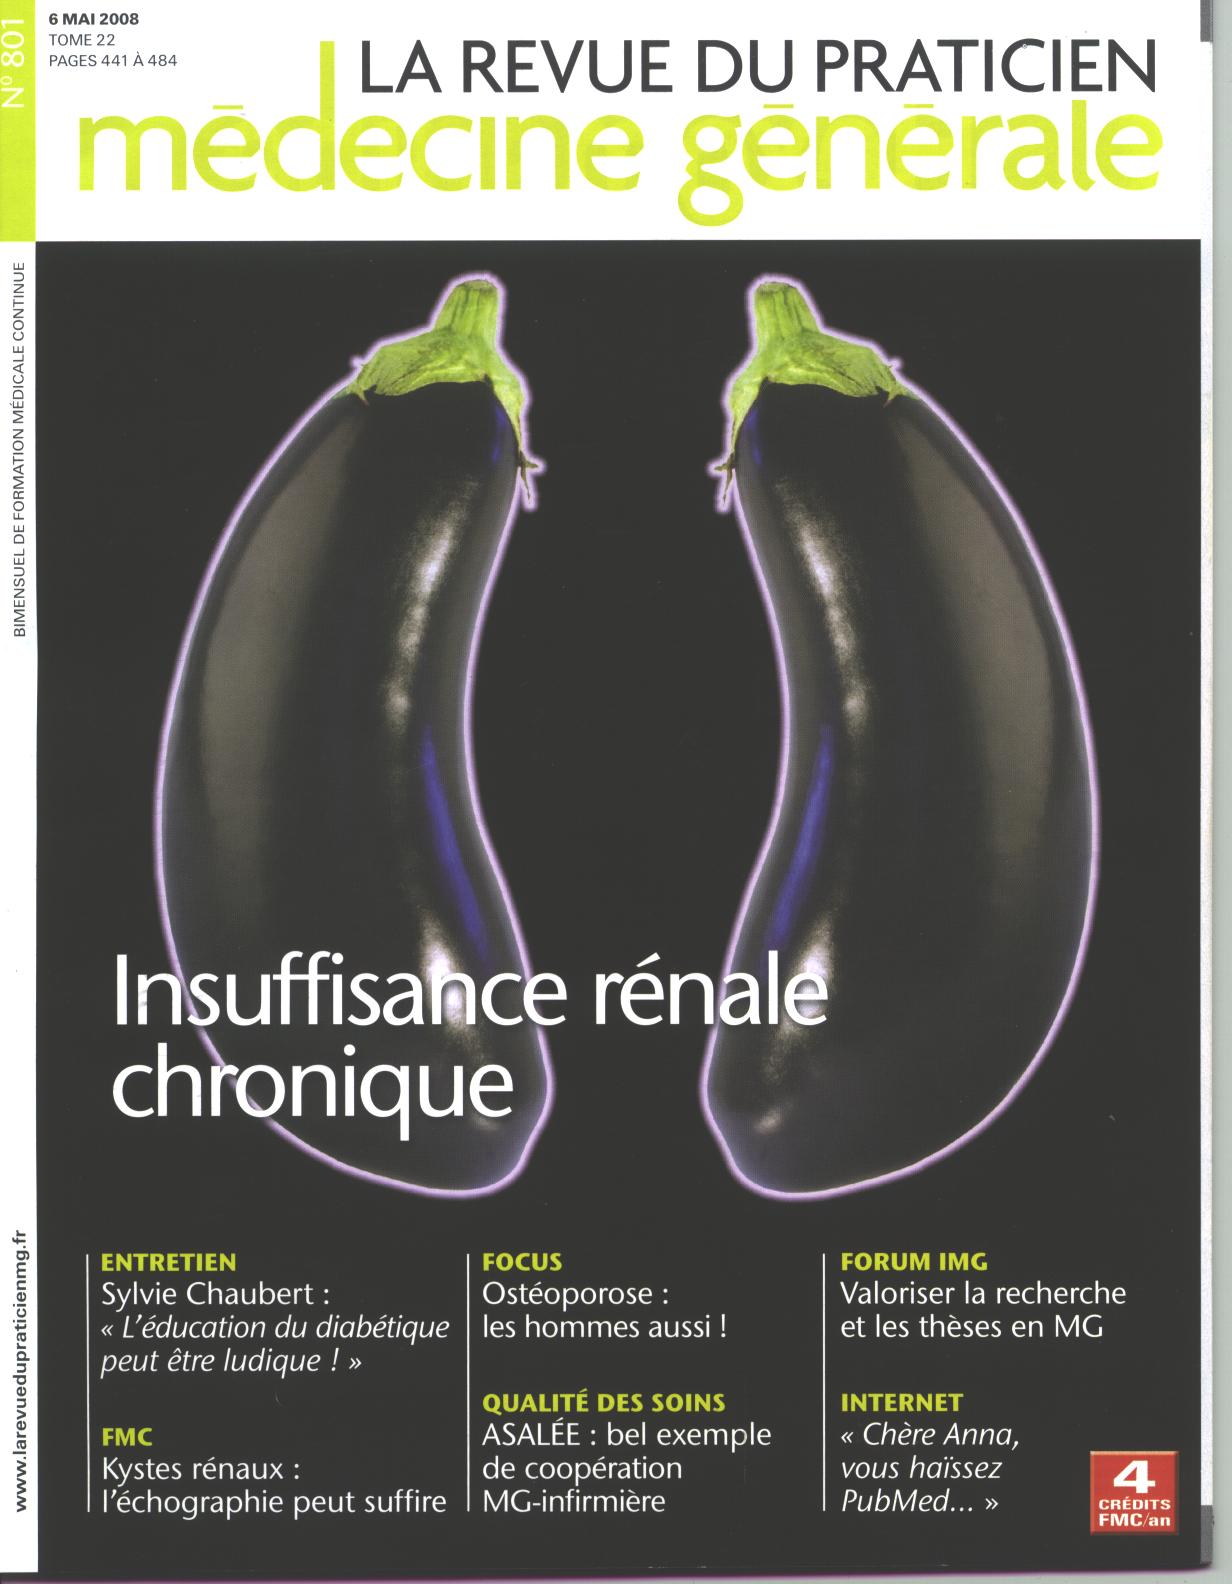 N° 801
6 MAI 2008
TOME 22
PAGES 441 À 484
LA REVUE DU PRATICIEN
médecine générale
BIMENSUEL DE FORMATION MÉDICALE CONTINUE
www.larevuedupraticienmg.fr
Insuffisance rénale
chronique
ENTRETIEN
Sylvie Chaubert :
« L'éducation du diabétique
peut être ludique ! »
FMC
Kystes rénaux :
l'échographie peut suffire
FOCUS
Ostéoporose :
les hommes aussi !
QUALITÉ DES SOINS
ASALÉE : bel exemple
de coopération
MG-infirmière
FORUM IMG
Valoriser la recherche
et les thèses en MG
INTERNET
« Chère Anna,
vous haïssez
PubMed... »
4
CRÉDITS
FMC/an